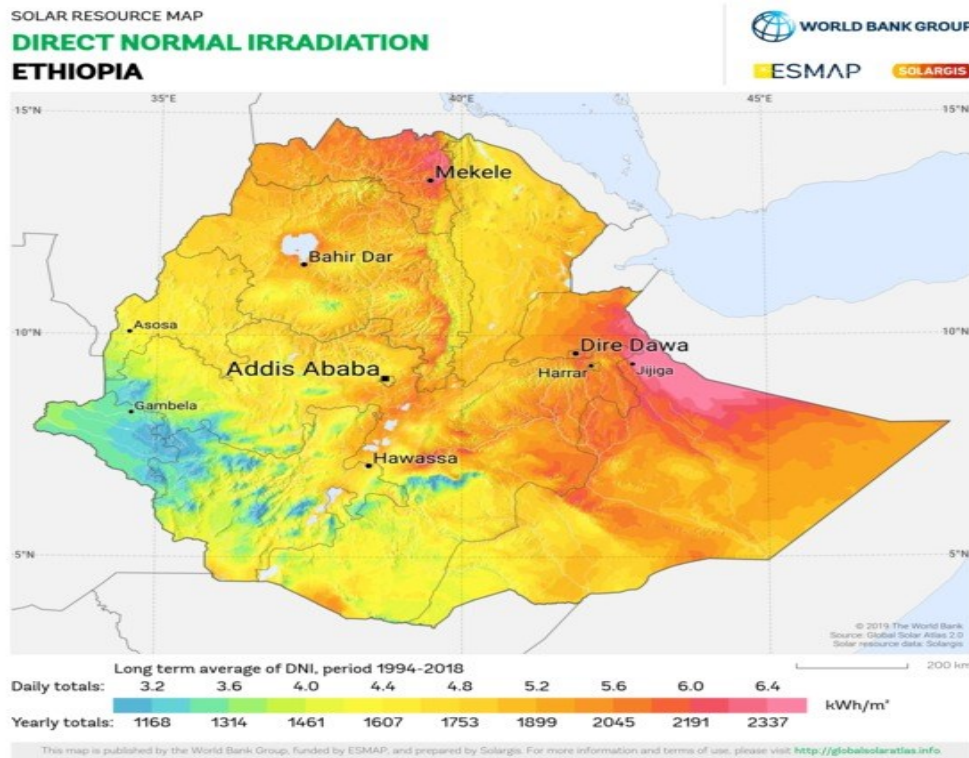 SOLAR RESOURCE MAP
DIRECT NORMAL IRRADIATION
ETHIOPIA
WORLD BANK GROUP
ESMAP SOLARGIS
35°E 40°E 45°E
15°N 15°N
Mekele
Bahir Dar
Asosa
10°N 10°N
Dire Dawa
Addis Ababa
Harrar
Jijiga
Gambela
Hawassa
5°N 5°N
© 2019 The World Bank
Source: Global Solar Atlas 2.0
Solar resource data: Solargis
200 km
Long term average of DNI, period 1994-2018
Daily totals: 3.2 3.6 4.0 4.4 4.8 5.2 5.6 6.0 6.4
kWh/m²
Yearly totals: 1168 1314 1461 1607 1753 1899 2045 2191 2337
This map is published by the World Bank Group, funded by ESMAP, and prepared by Solargis. For more information and terms of use, please visit http://globalsolaratlas.info.